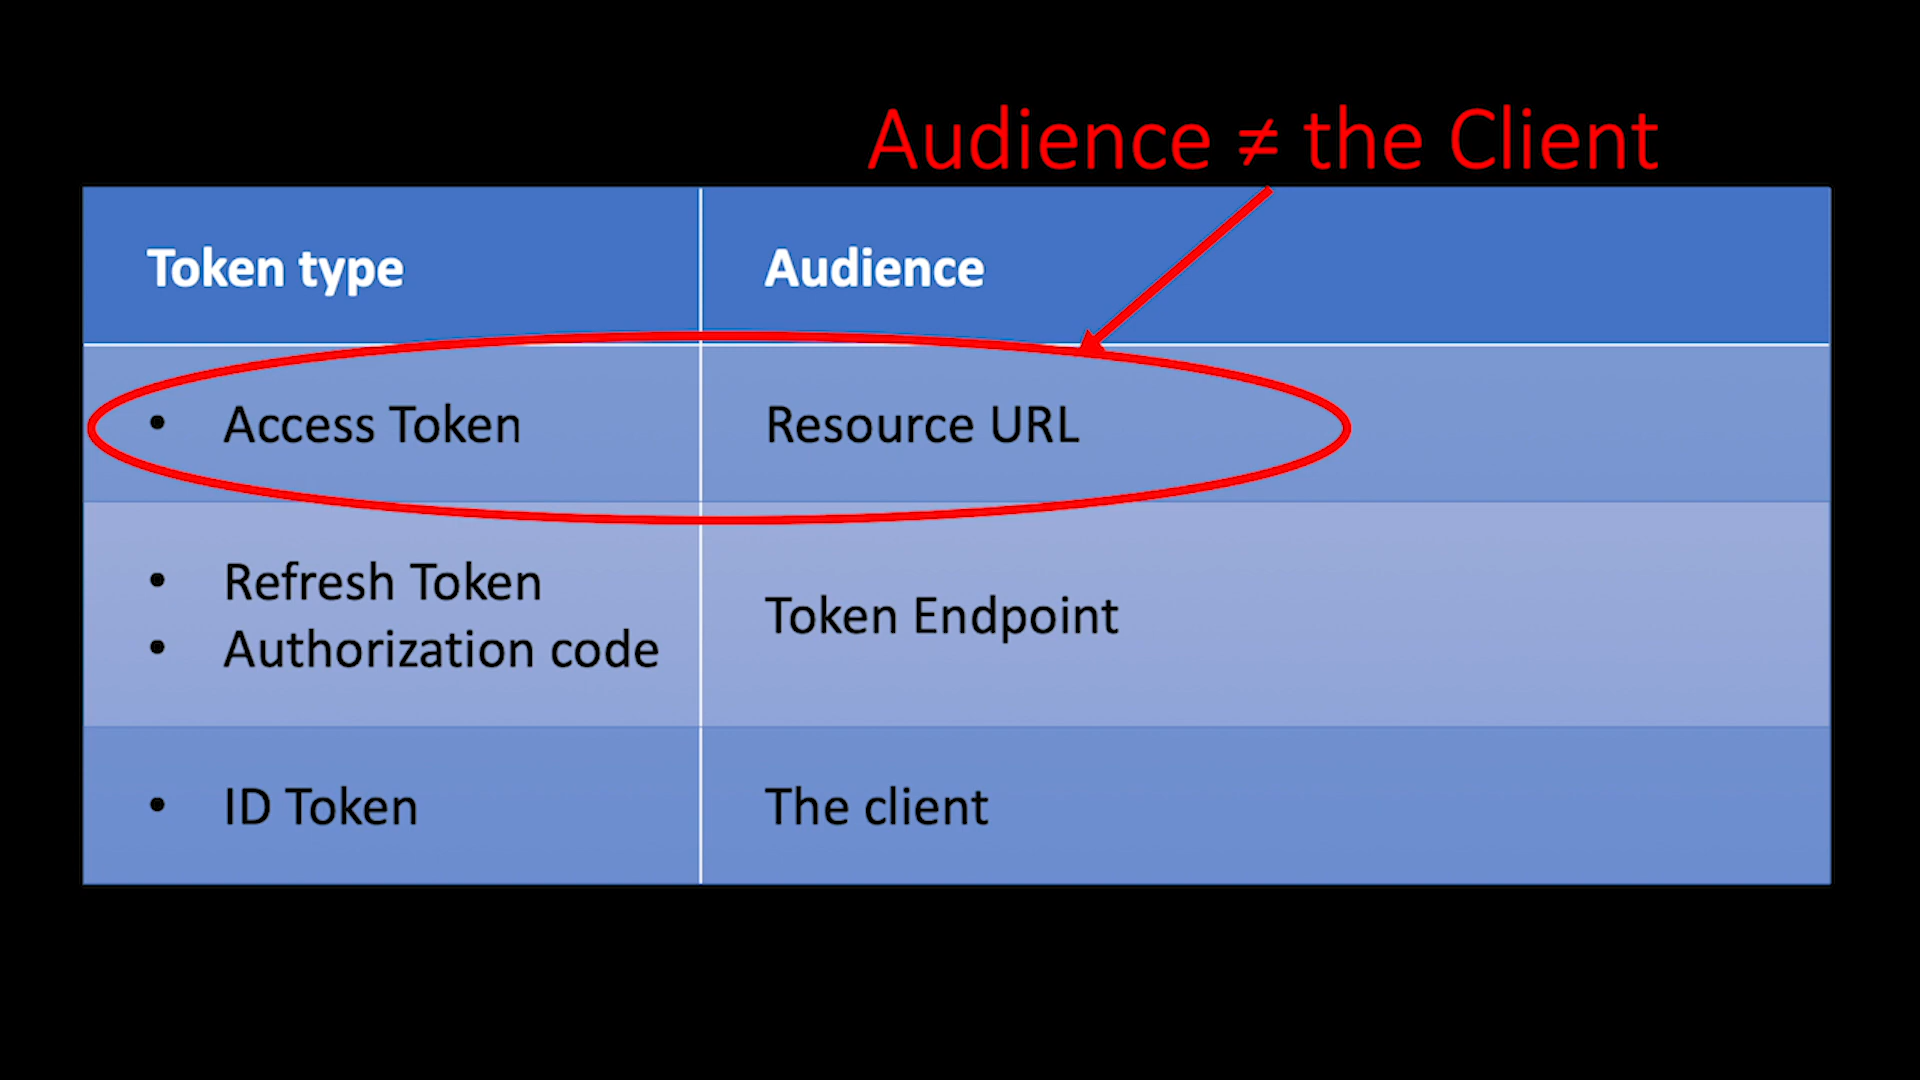 Audience ≠ the Client
Token type
Audience
• Access Token
Resource URL
• Refresh Token
• Authorization code
Token Endpoint
• ID Token
The client